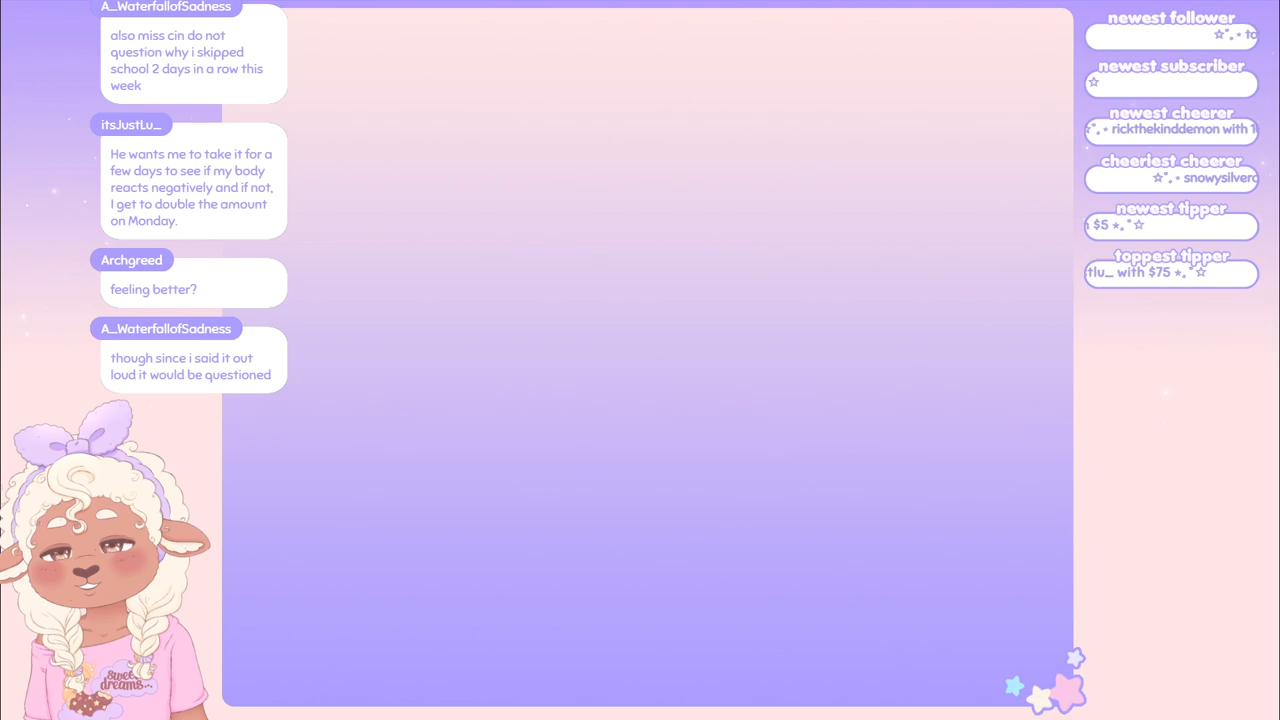 A_WaterfallofSadness
also miss cin do not
question why i skipped
school 2 days in a row this
week
itsJustLu_
He wants me to take it for a
few days to see if my body
reacts negatively and if not,
I get to double the amount
on Monday.
Archgreed
feeling better?
A_WaterfallofSadness
though since i said it out
loud it would be questioned
sweet
dreams...
newest follower
newest subscriber
newest cheerer
rickthekinddemon with
cheeriest cheerer
newest tipper
$5
toppest tipper
tlu_ with $75